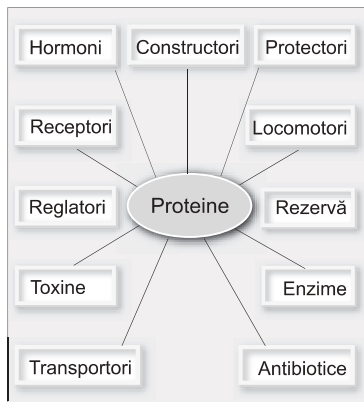 Hormoni
Constructori
Protectori
Receptori
Locomotori
Reglatori
Proteine
Rezervă
Toxine
Enzime
Transportori
Antibiotice